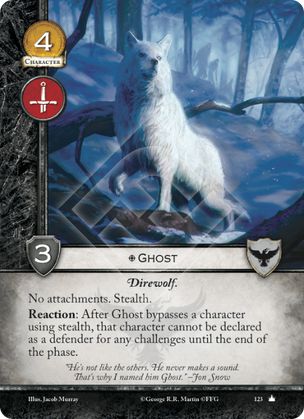 4
CHARACTER
3
GHOST
Direwolf.
No attachments. Stealth.
Reaction: After Ghost bypasses a character
using stealth, that character cannot be declared
as a defender for any challenges until the end of
the phase.
"He's not like the others. He never makes a sound.
That's why I named him Ghost." –Jon Snow
Illus. Jacob Murray ©George R.R. Martin ©FFG 123